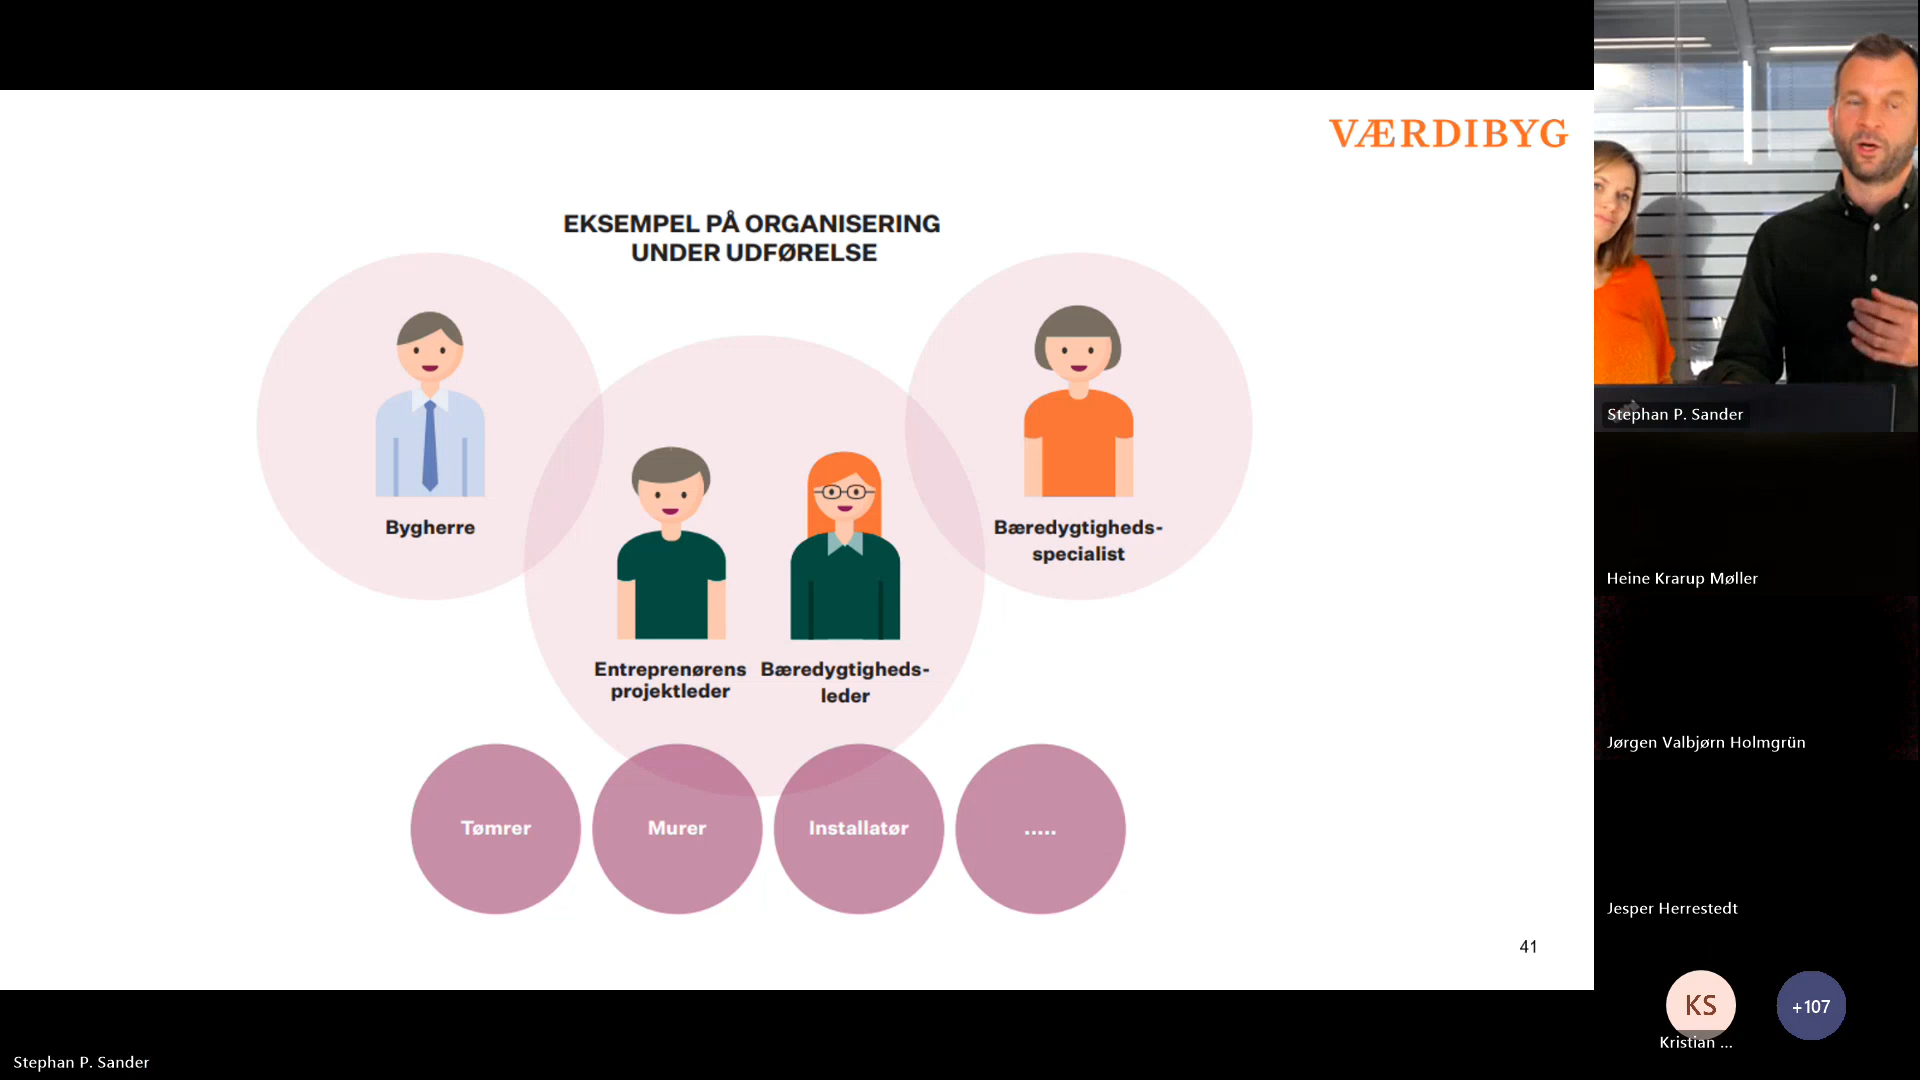 VÆRDIBYG
EKSEMPEL PÅ ORGANISERING
UNDER UDFØRELSE
Bygherre
Bæredygtigheds-
specialist
Entreprenørens
projektleder
Bæredygtigheds-
leder
Tømrer
Murer
Installatør
.....
41
Stephan P. Sander
Heine Krarup Møller
Jørgen Valbjørn Holmgrün
Jesper Herrestedt
KS
Kristian ...
+107
Stephan P. Sander